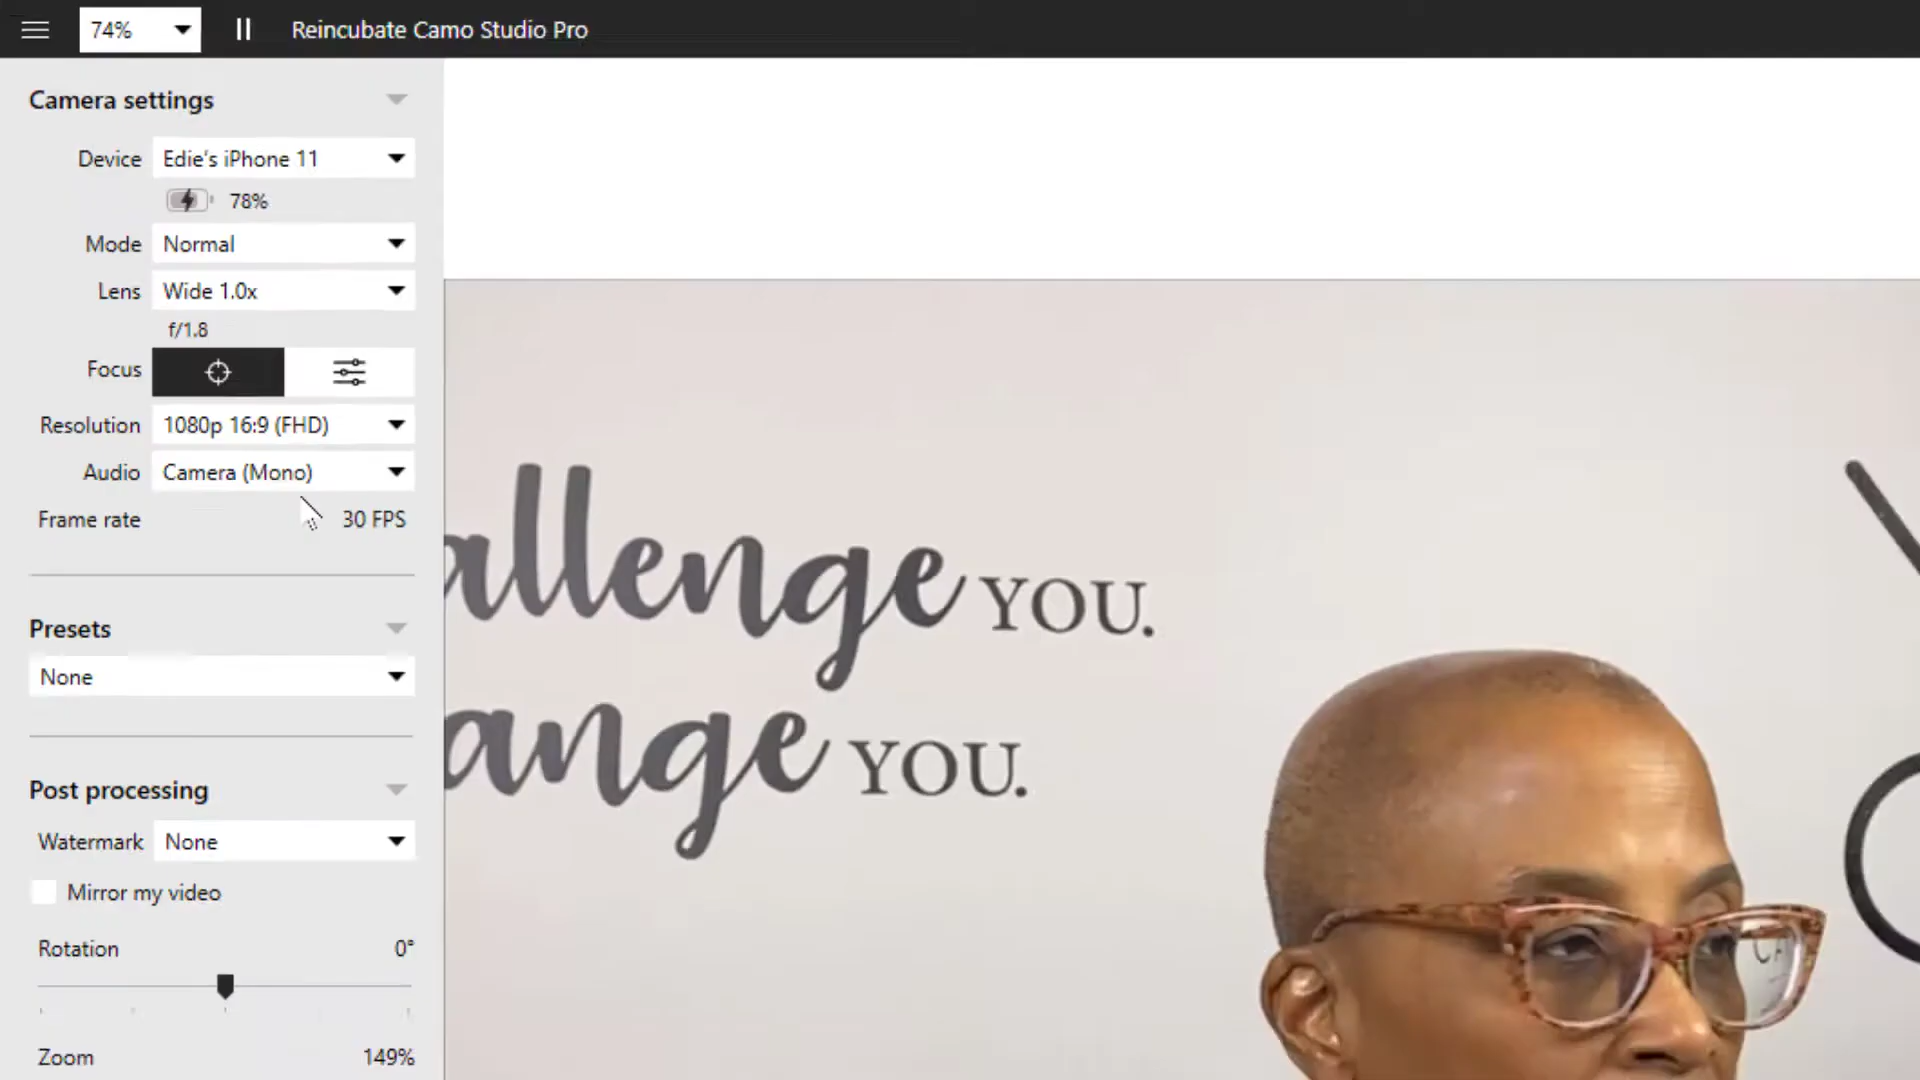 74%
Reincubate Camo Studio Pro
Camera settings
Device Edie's iPhone 11
78%
Mode Normal
Lens Wide 1.0x
f/1.8
Focus
Resolution 1080p 16:9 (FHD)
Audio Camera (Mono)
Frame rate 30 FPS
Presets
None
Post processing
Watermark None
Mirror my video
Rotation 0°
Zoom 149%
allenge YOU.
ange YOU.